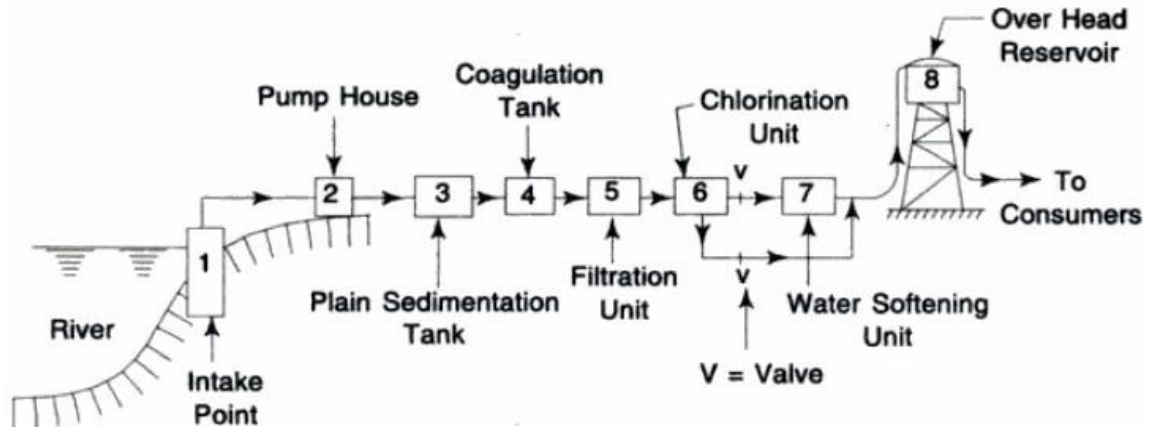 Over Head
Reservoir
8
Coagulation
Tank
Pump House
Chlorination
Unit
V
2
3
4
5
6
7
To
Consumers
1
River
Intake
Point
Plain Sedimentation
Tank
Filtration
Unit
V
Water Softening
Unit
V = Valve